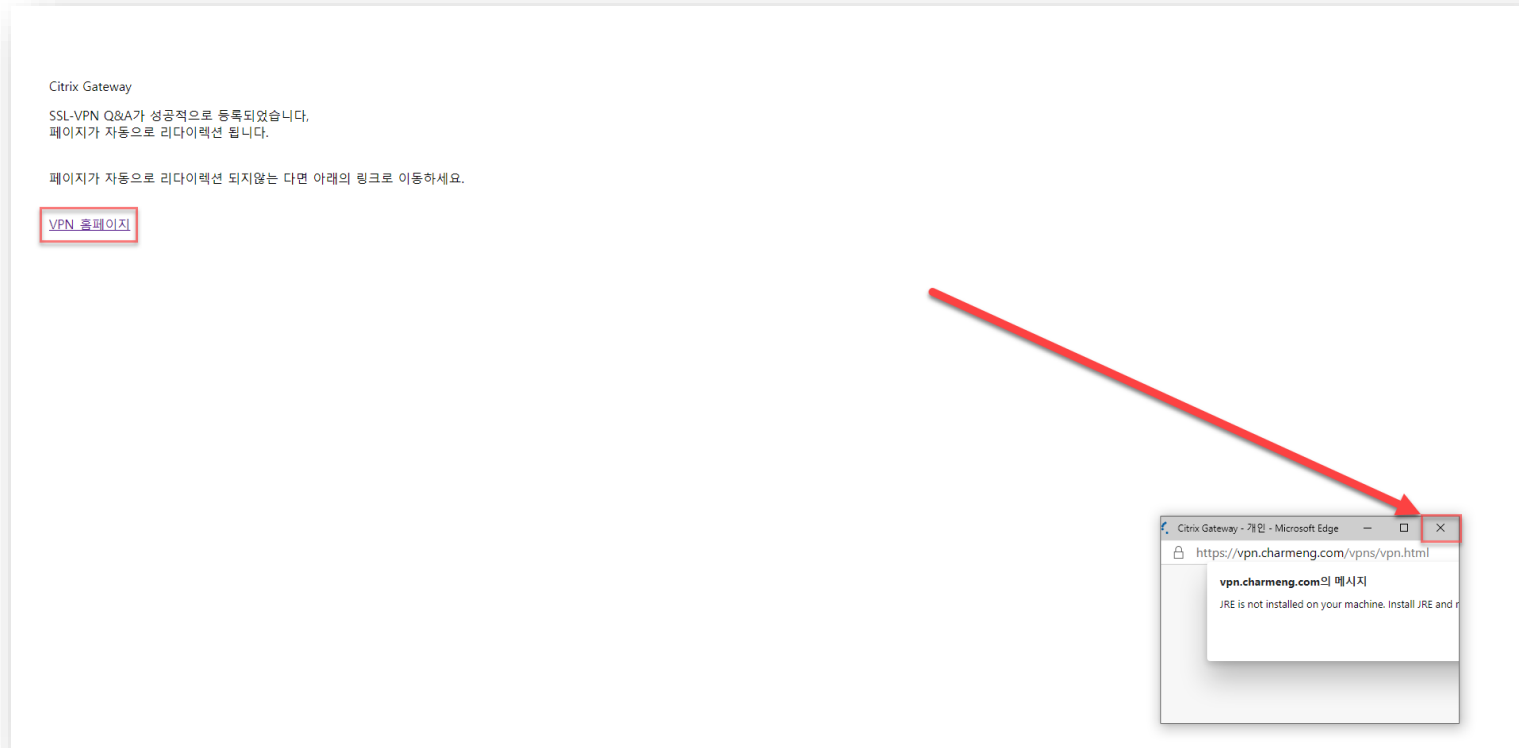 Citrix Gateway
SSL-VPN Q&A가 성공적으로 등록되었습니다,
페이지가 자동으로 리다이렉션 됩니다.
페이지가 자동으로 리다이렉션 되지않는 다면 아래의 링크로 이동하세요.
VPN 홈페이지
Citrix Gateway - 개인 - Microsoft Edge
https://vpn.charmeng.com/vpns/vpn.html
vpn.charmeng.com의 메시지
JRE is not installed on your machine. Install JRE and